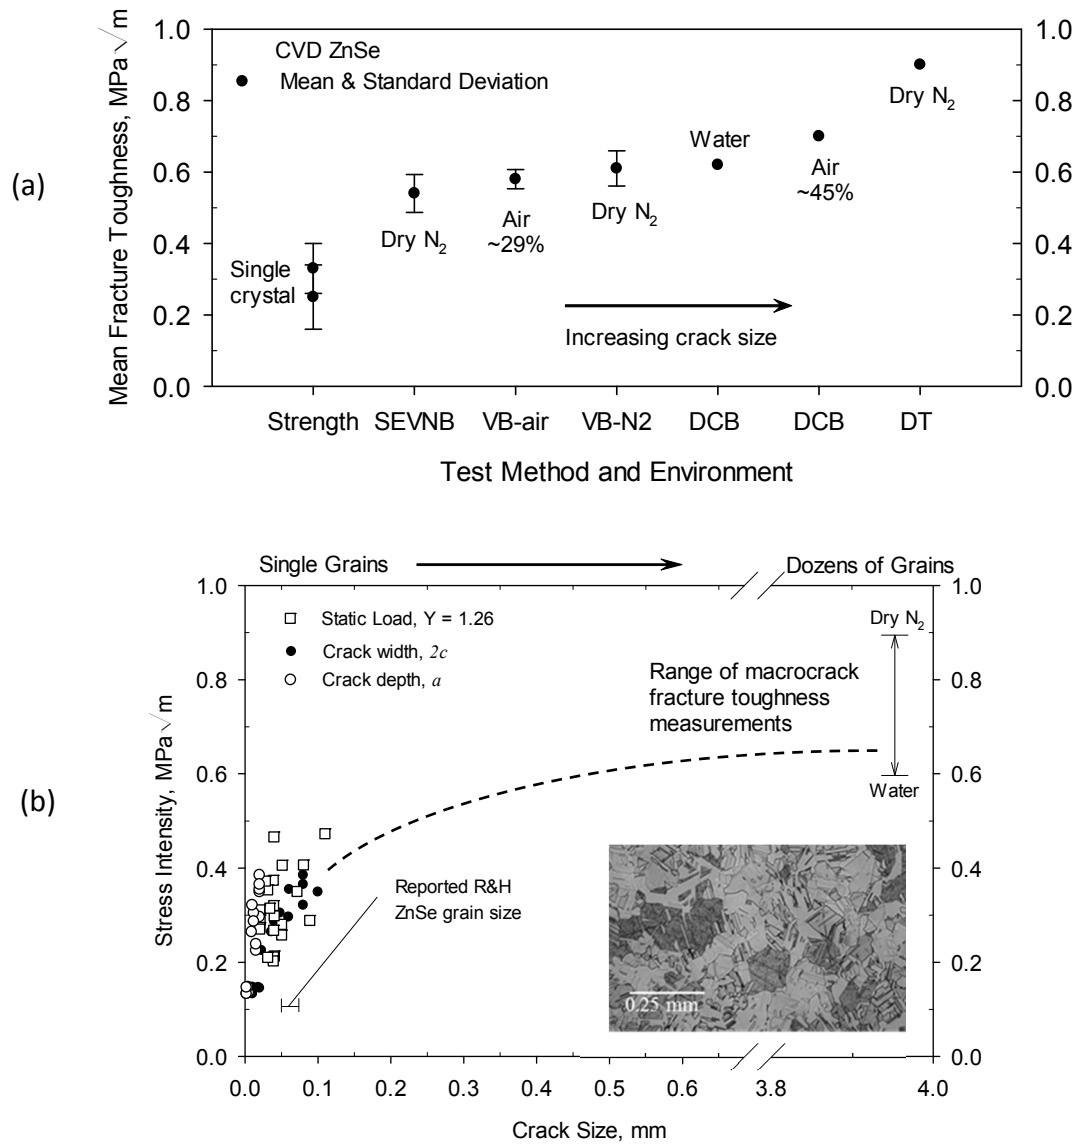 (a)
Mean Fracture Toughness, MPa√m
1.0
0.8
0.6
0.4
0.2
0.0
1.0
0.8
0.6
0.4
0.2
0.0
CVD ZnSe
Mean & Standard Deviation
Single
crystal
Dry N₂
Air
~29%
Dry N₂
Water
Air
~45%
Dry N₂
Increasing crack size
Strength SEVNB VB-air VB-N2 DCB DCB DT
Test Method and Environment
(b)
Single Grains
Dozens of Grains
Stress Intensity, MPa√m
1.0
0.8
0.6
0.4
0.2
0.0
1.0
0.8
0.6
0.4
0.2
0.0
Static Load, Y = 1.26
Crack width, 2c
Crack depth, a
Dry N₂
Range of macrocrack
fracture toughness
measurements
Water
Reported R&H
ZnSe grain size
0.25 mm
0.0 0.1 0.2 0.3 0.4 0.5 0.6 3.8 4.0
Crack Size, mm